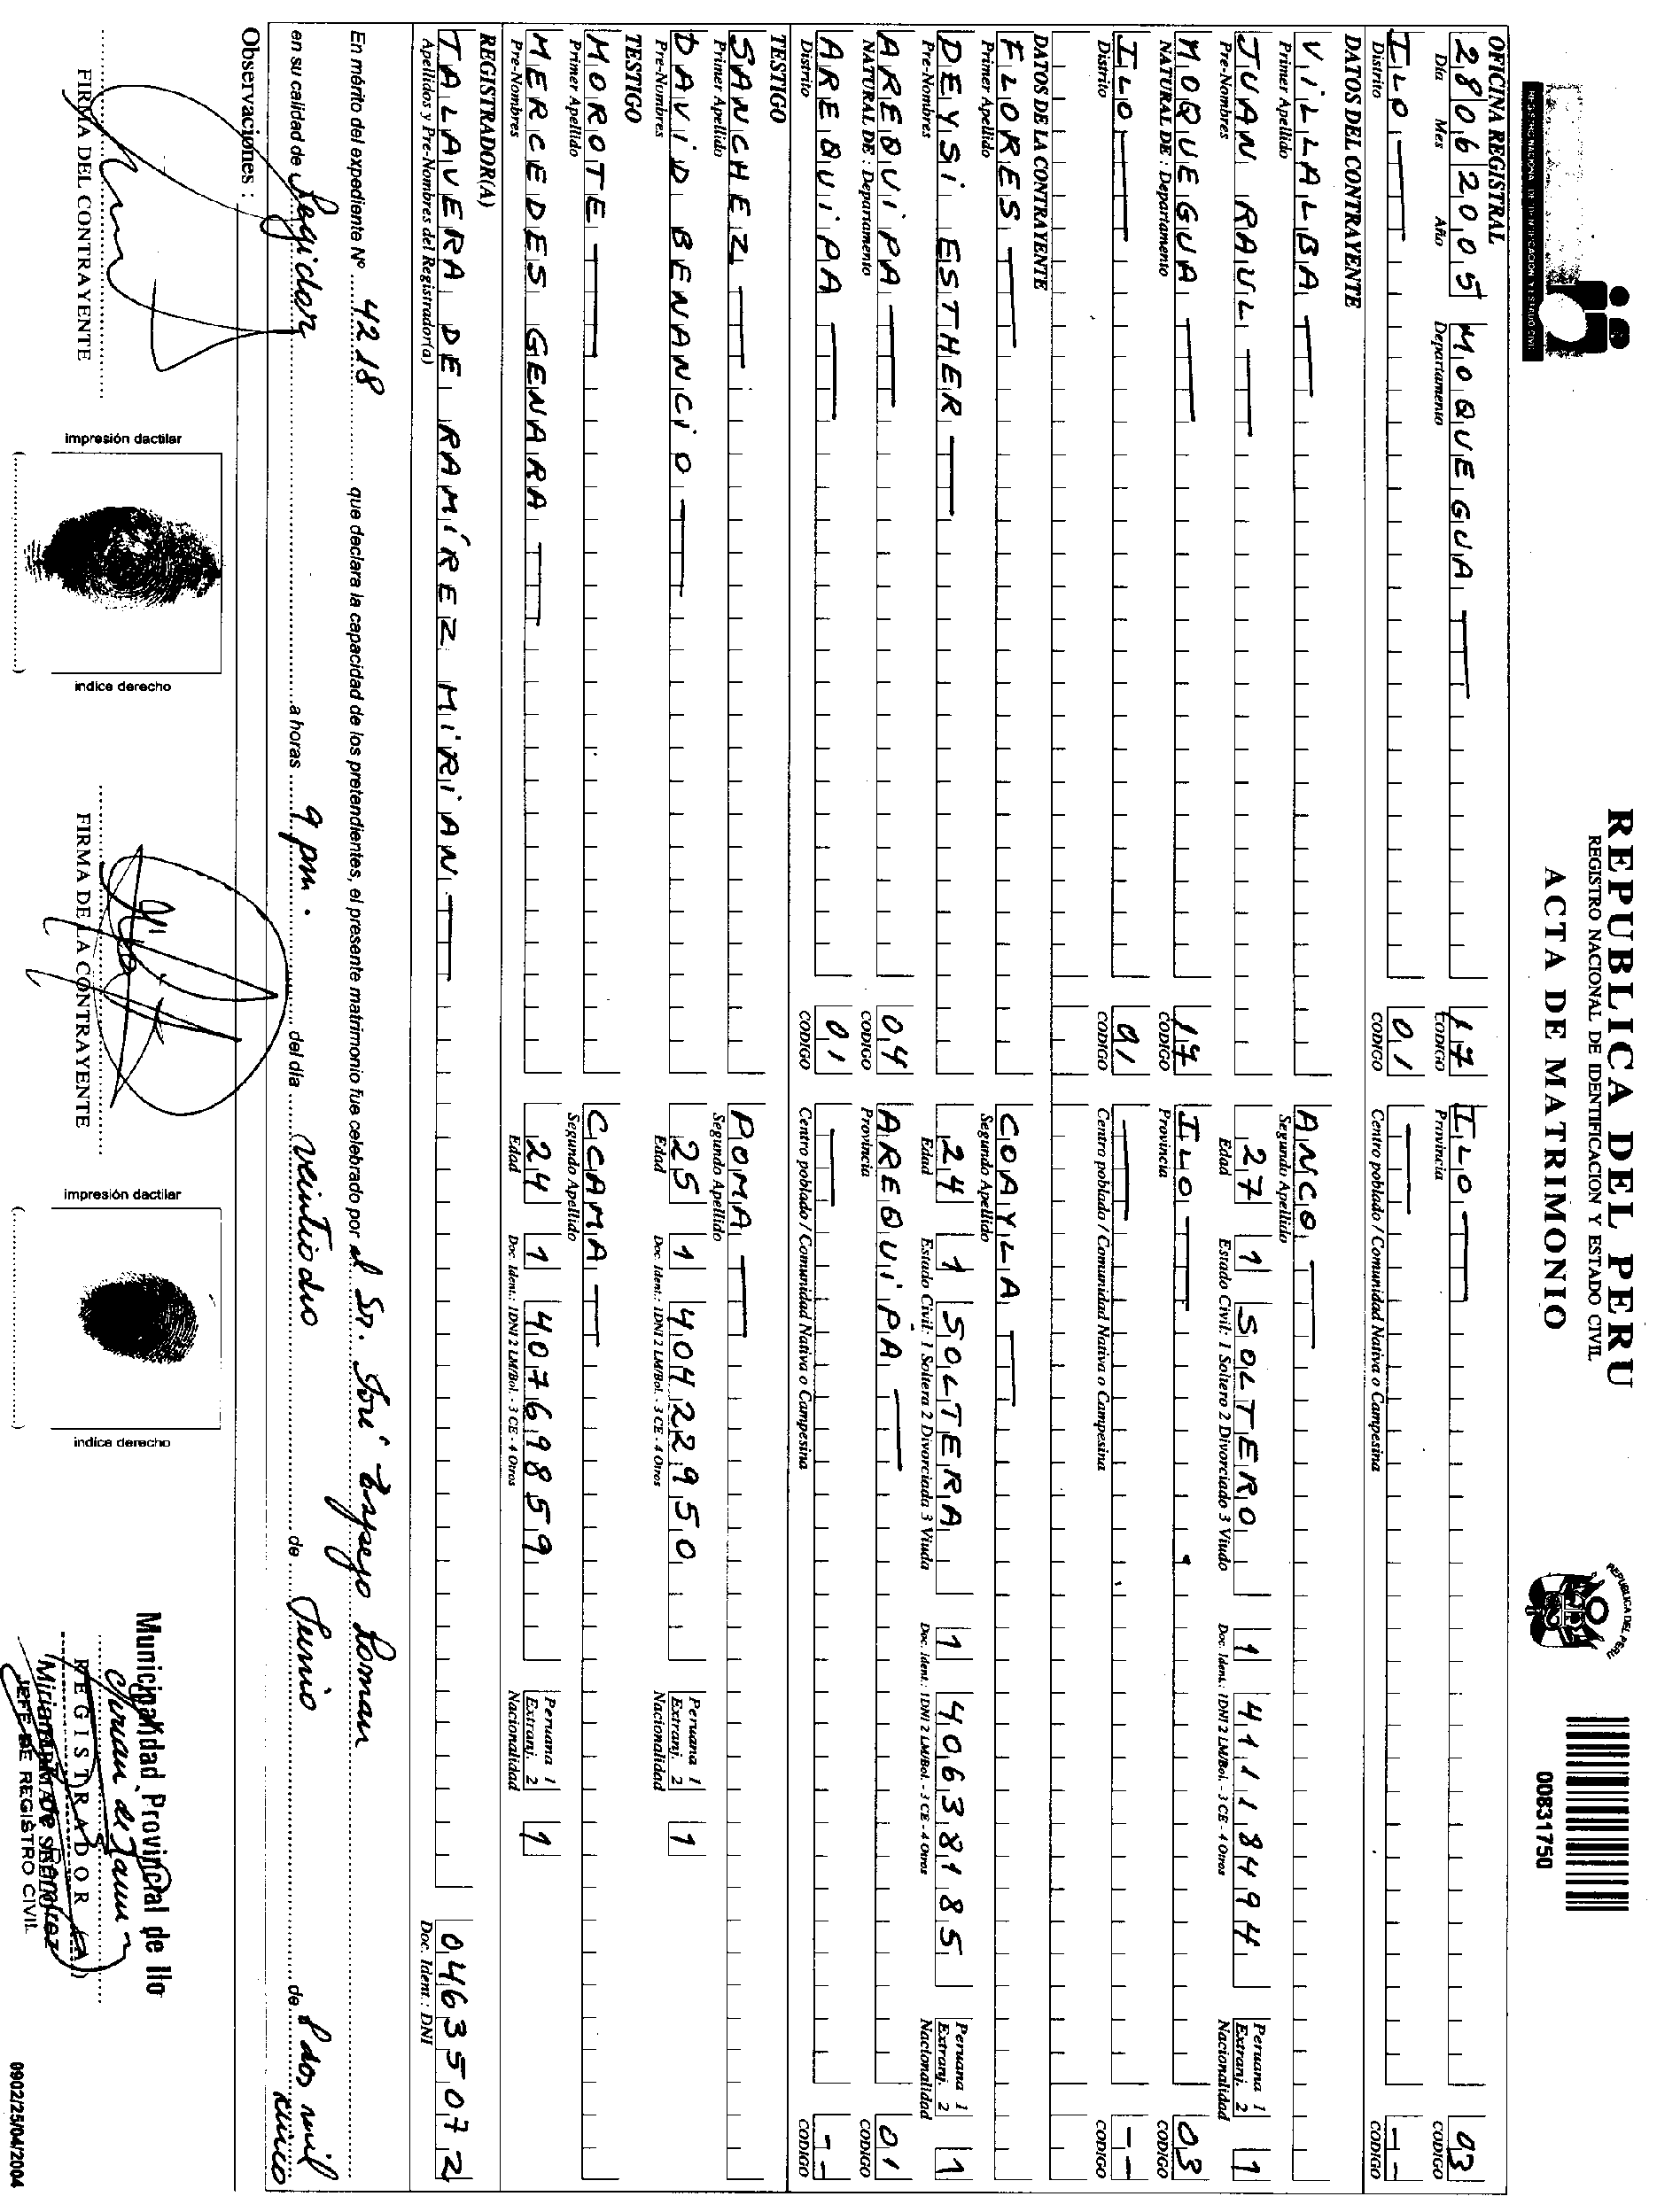 REPUBLICA DEL PERU
REGISTRO NACIONAL DE IDENTIFICACION Y ESTADO CIVIL
ACTA DE MATRIMONIO
REGISTRO NACIONAL DE IDENTIFICACION Y ESTADO CIVIL
REPUBLICA DEL PERU
00831750
OFICINA REGISTRAL
28 06 2005 MOQUEGUA 17 ILO 03
Día Mes Año Departamento CODIGO Provincia CODIGO
ILO 01 — --
Distrito CODIGO Centro poblado / Comunidad Nativa o Campesina CODIGO
DATOS DEL CONTRAYENTE
VILLALBA ANCO
Primer Apellido Segundo Apellido
JUAN RAUL 27 1 SOLTERO 1 41118494 Peruana 1 Extranj. 2 1
Pre-Nombres Edad Estado Civil: 1 Soltero 2 Divorciado 3 Viudo Doc. Ident.: 1DNI 2 LM/Bol. - 3 CE - 4 Otros Nacionalidad
MOQUEGUA 17 ILO 03
NATURAL DE : Departamento CODIGO Provincia CODIGO
ILO 01 — --
Distrito CODIGO Centro poblado / Comunidad Nativa o Campesina CODIGO
DATOS DE LA CONTRAYENTE
FLORES COAYLA
Primer Apellido Segundo Apellido
DEYSI ESTHER 24 1 SOLTERA 1 40638185 Peruana 1 Extranj. 2 1
Pre-Nombres Edad Estado Civil: 1 Soltera 2 Divorciada 3 Viuda Doc. Ident.: 1DNI 2 LM/Bol. - 3 CE - 4 Otros Nacionalidad
AREQUIPA 04 AREQUIPA 01
NATURAL DE : Departamento CODIGO Provincia CODIGO
AREQUIPA 01 — --
Distrito CODIGO Centro poblado / Comunidad Nativa o Campesina CODIGO
TESTIGO
SANCHEZ POMA
Primer Apellido Segundo Apellido
DAVID BENANCIO 25 1 40422950 Peruana 1 Extranj. 2 1
Pre-Nombres Edad Doc. Ident.: 1DNI 2 LM/Bol. - 3 CE - 4 Otros Nacionalidad
TESTIGO
MOROTE CCAMA
Primer Apellido Segundo Apellido
MERCEDES GENARA 24 1 40769859 Peruana 1 Extranj. 2 1
Pre-Nombres Edad Doc. Ident.: 1DNI 2 LM/Bol. - 3 CE - 4 Otros Nacionalidad
REGISTRADOR(A)
TALAVERA DE RAMÍREZ MIRIAN 04635072
Apellidos y Pre-Nombres del Registrador(a) Doc. Ident.: DNI
En mérito del expediente Nº 4218 que declara la capacidad de los pretendientes, el presente matrimonio fue celebrado por el Sr. José Espejo Roman
en su calidad de Regidor a horas 9 pm. del día veintiocho de Junio de dos mil cinco
Observaciones :
FIRMA DEL CONTRAYENTE
impresión dactilar
indice derecho
FIRMA DE LA CONTRAYENTE
impresión dactilar
indice derecho
Municipalidad Provincial de Ilo
REGISTRADOR
JEFE DE REGISTRO CIVIL
0902/25/04/2004